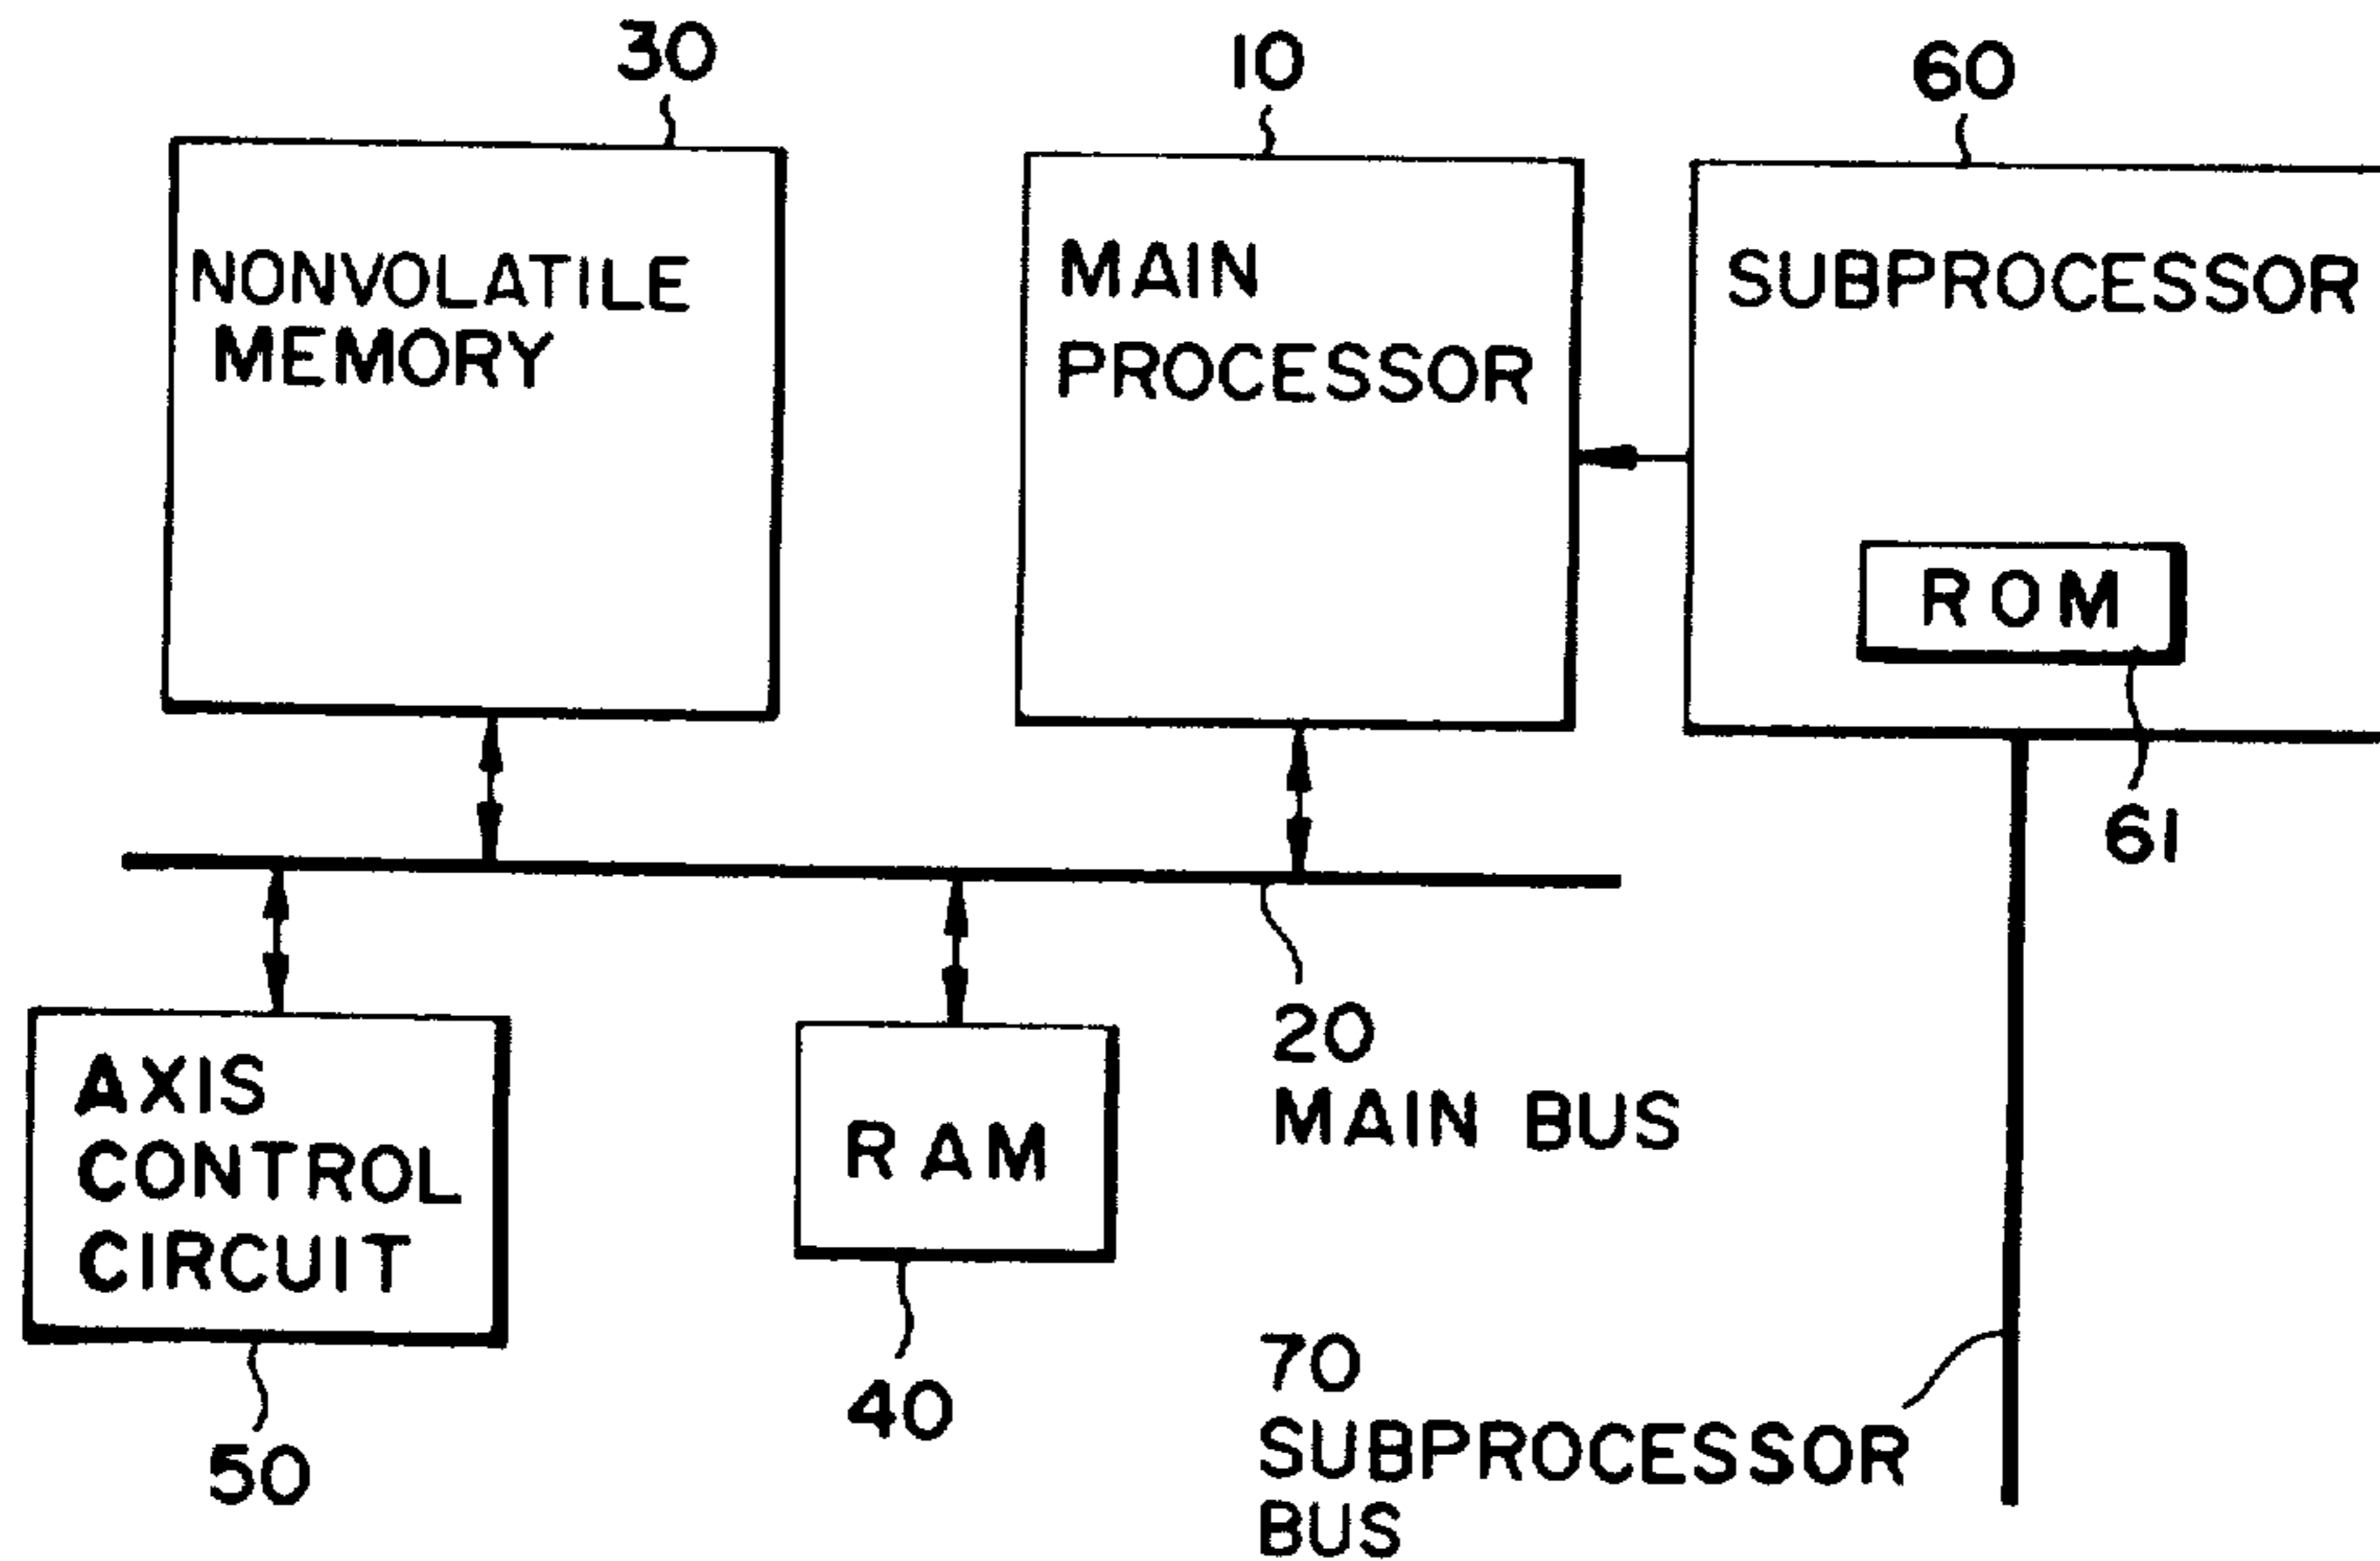 30
10
60
NONVOLATILE
MEMORY
MAIN
PROCESSOR
SUBPROCESSOR
ROM
61
20
MAIN BUS
AXIS
CONTROL
CIRCUIT
RAM
40
50
70
SUBPROCESSOR
BUS